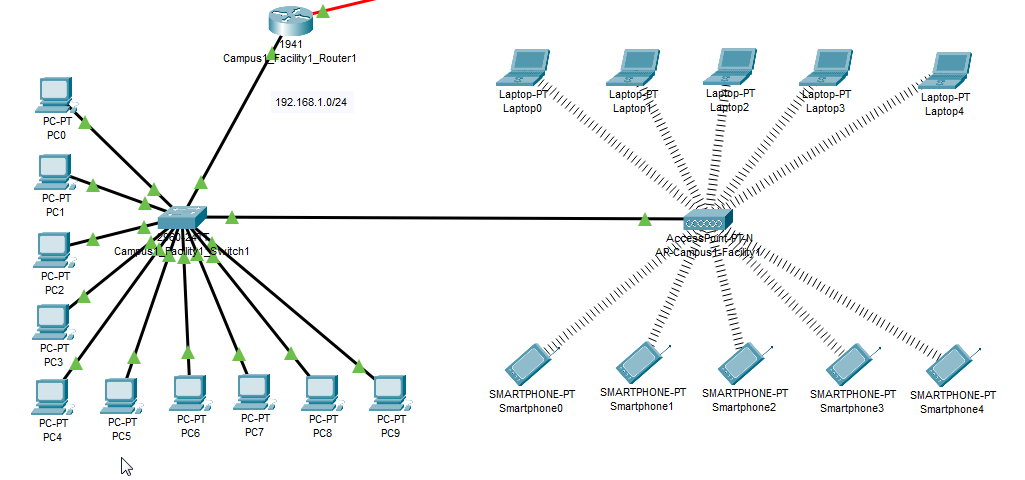 1941
Campus1_Facility1_Router1
192.168.1.0/24
PC-PT
PC0
PC-PT
PC1
PC-PT
PC2
PC-PT
PC3
PC-PT
PC4
PC-PT
PC5
PC-PT
PC6
PC-PT
PC7
PC-PT
PC8
PC-PT
PC9
Campus1_Facility1_Switch1
Laptop-PT
Laptop0
Laptop-PT
Laptop1
Laptop-PT
Laptop2
Laptop-PT
Laptop3
Laptop-PT
Laptop4
AccessPoint-PT-N
AP-Campus1-Facility1
SMARTPHONE-PT
Smartphone0
SMARTPHONE-PT
Smartphone1
SMARTPHONE-PT
Smartphone2
SMARTPHONE-PT
Smartphone3
SMARTPHONE-PT
Smartphone4